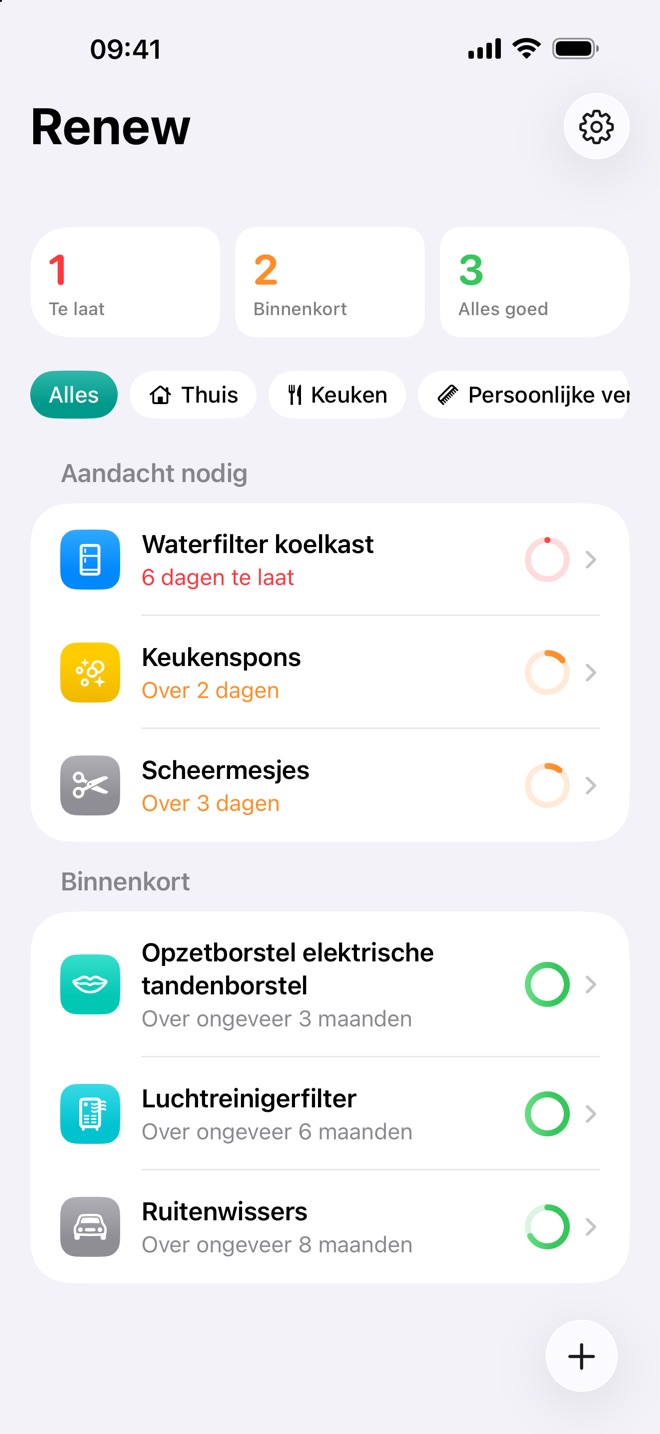 09:41
Renew
1
Te laat
2
Binnenkort
3
Alles goed
Alles
Thuis
Keuken
Persoonlijke
Aandacht nodig
Waterfilter koelkast
6 dagen te laat
Keukenspons
Over 2 dagen
Scheermesjes
Over 3 dagen
Binnenkort
Opzetborstel elektrische
tandenborstel
Over ongeveer 3 maanden
Luchtreinigerfilter
Over ongeveer 6 maanden
Ruitenwissers
Over ongeveer 8 maanden